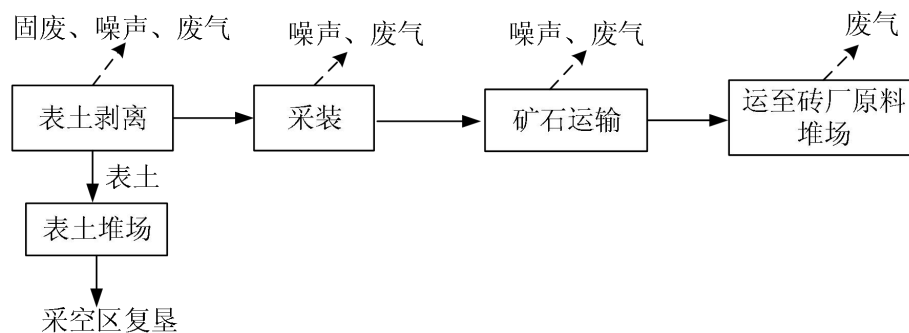 固废、噪声、废气
噪声、废气
噪声、废气
废气
表土剥离
采装
矿石运输
运至砖厂原料
堆场
表土
表土堆场
采空区复垦